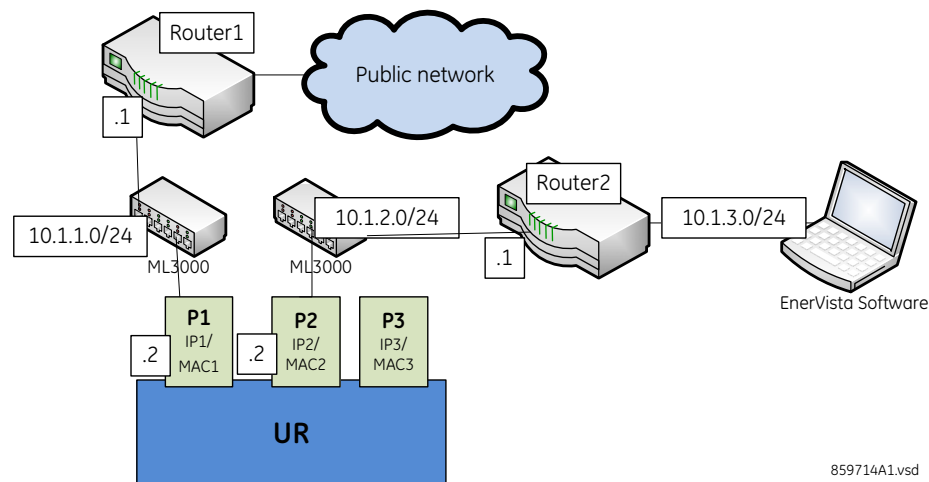 Router1
Public network
.1
10.1.1.0/24
ML3000
10.1.2.0/24
ML3000
Router2
.1
10.1.3.0/24
EnerVista Software
.2
P1
IP1/
MAC1
.2
P2
IP2/
MAC2
P3
IP3/
MAC3
UR
859714A1.vsd